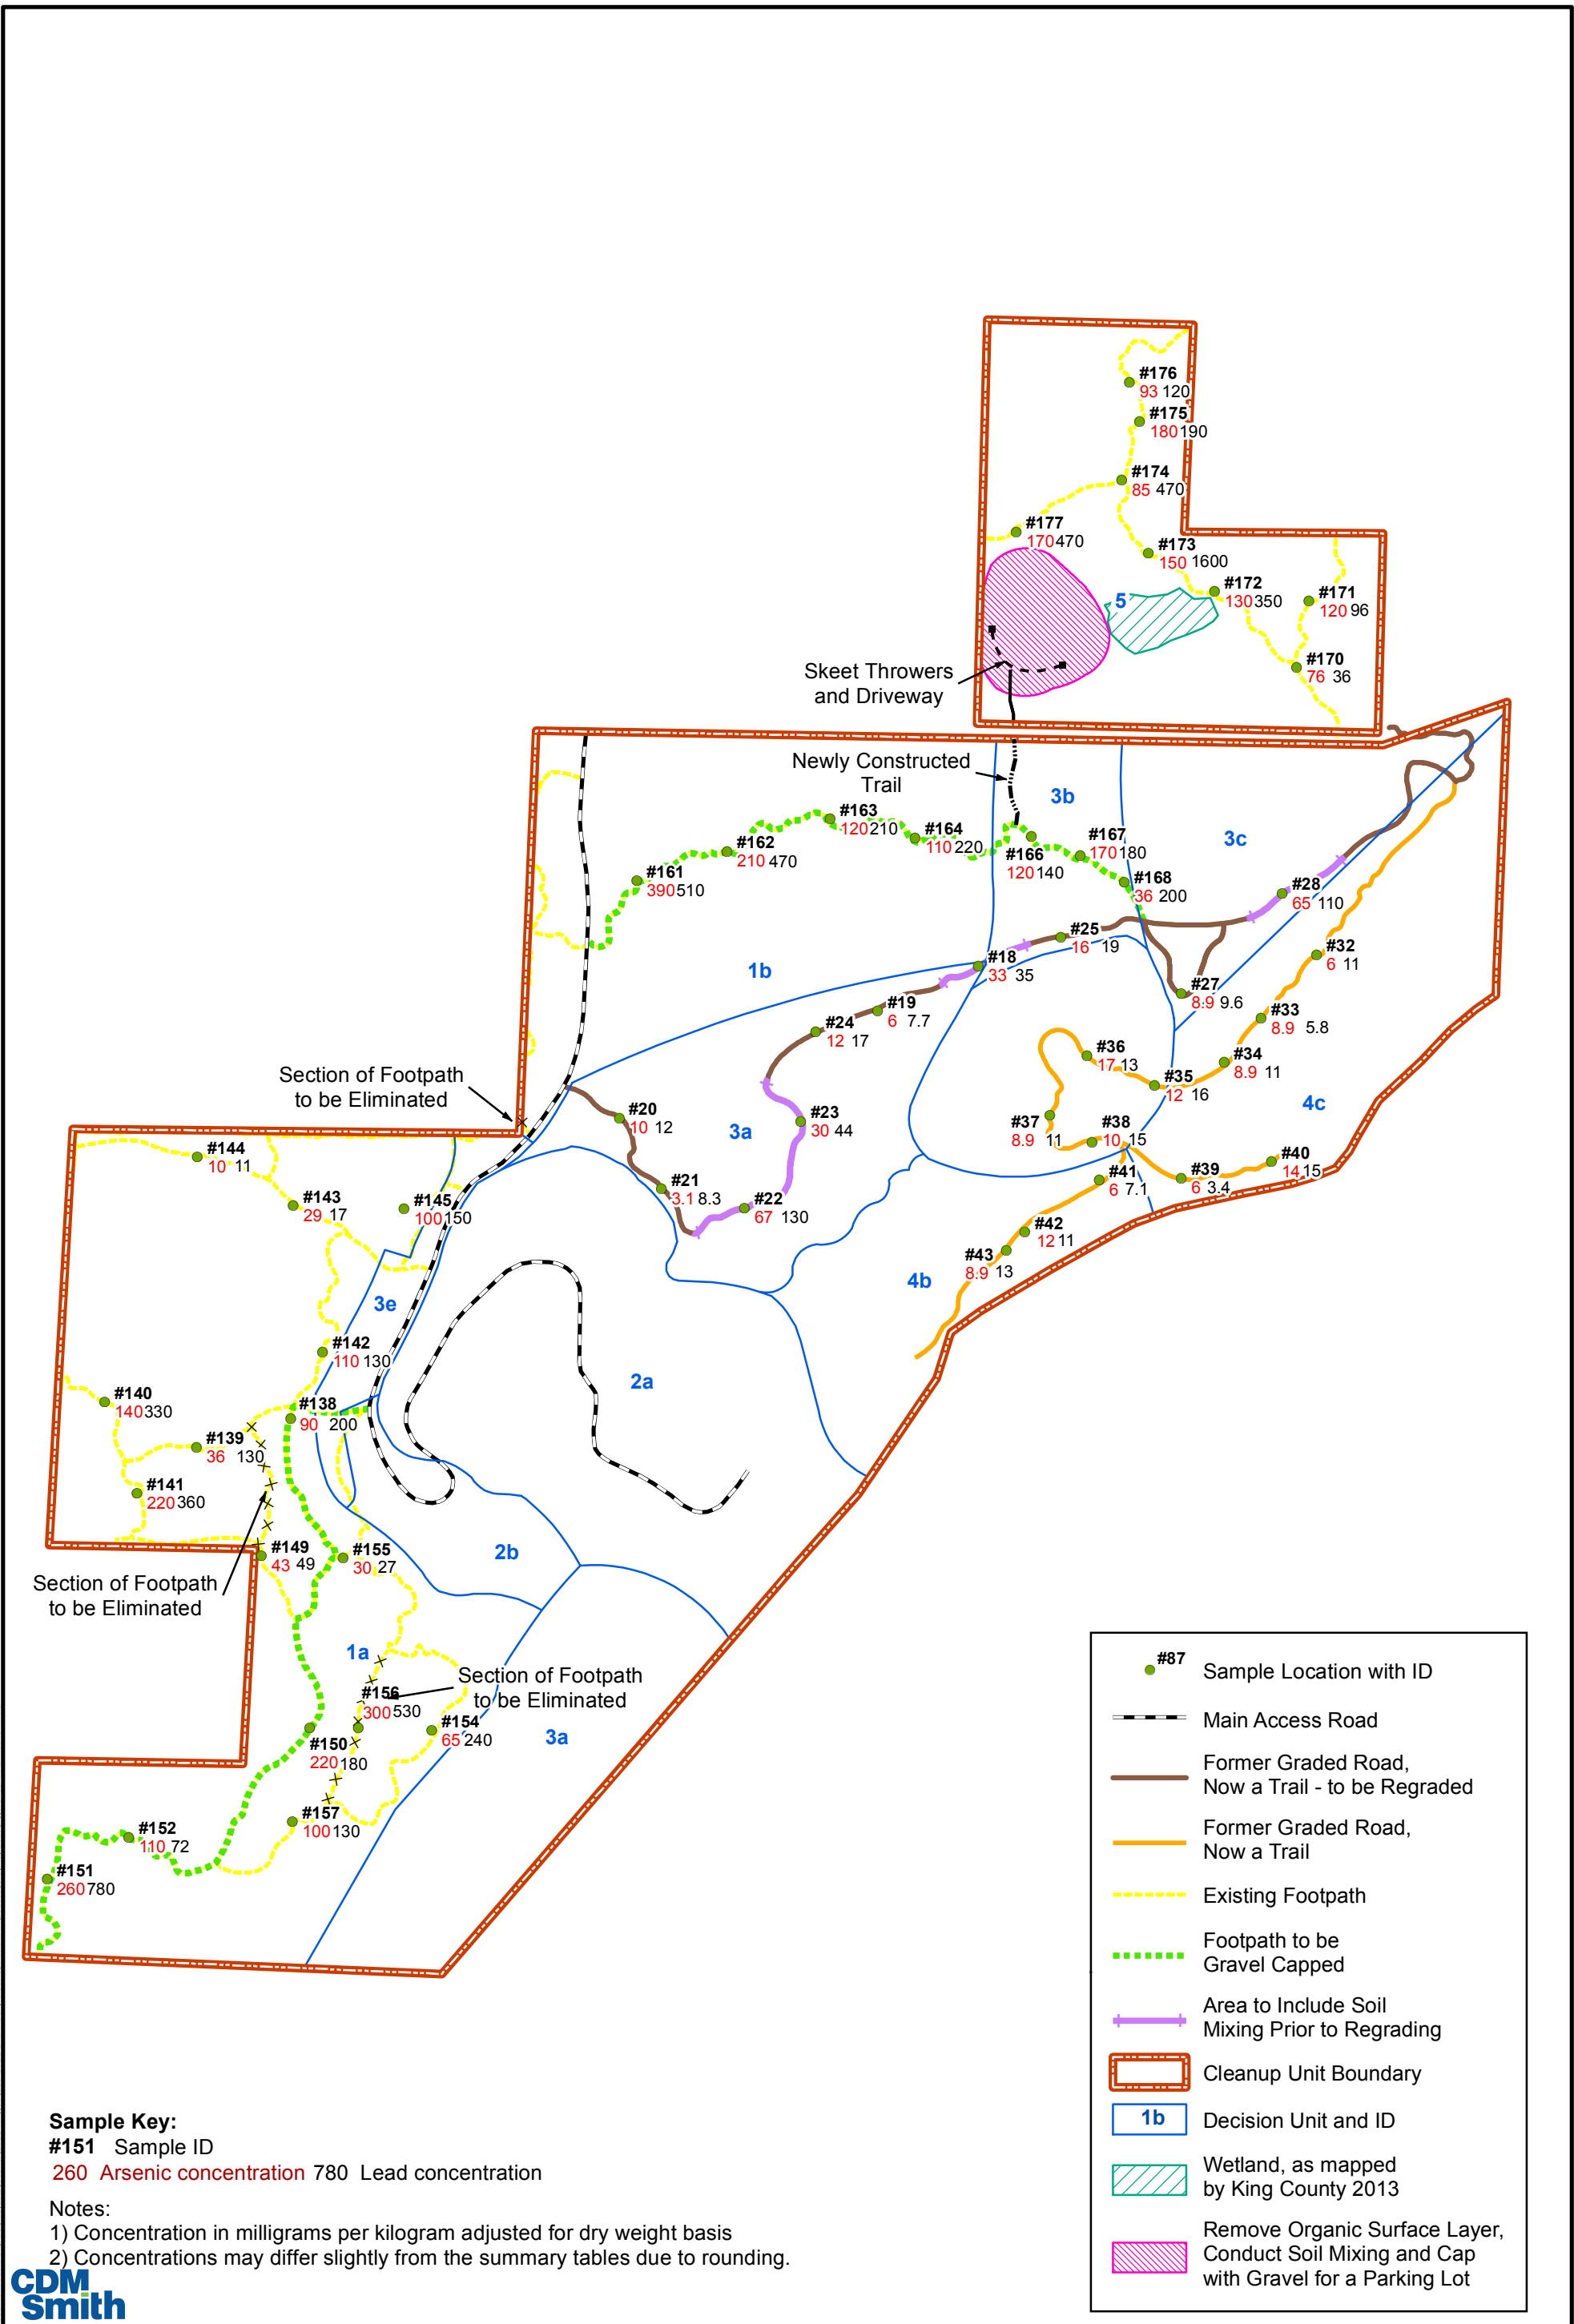 #176
93 120
#175
180 190
#174
85 470
#177
170 470
#173
150 1600
#172
130 350
#171
120 96
5
#170
76 36
Skeet Throwers
and Driveway
Newly Constructed
Trail
3b
3c
#163
120 210
#164
110 220
#162
210 470
#161
390 510
#166
120 140
#167
170 180
#168
36 200
#28
65 110
#25
16 19
#32
6 11
1b
#18
33 35
#27
8.9 9.6
#19
6 7.7
#24
12 17
#33
8.9 5.8
#36
17 13
#34
8.9 11
#35
12 16
4c
Section of Footpath
to be Eliminated
#20
10 12
3a
#23
30 44
#37
8.9 11
#38
10 15
#144
10 11
#40
14 15
#41
6 7.1
#39
6 3.4
#21
3.1 8.3
#22
67 130
#143
29 17
#145
100 150
#42
12 11
#43
8.9 13
4b
3e
#142
110 130
2a
#140
140 330
#138
90 200
#139
36 130
#141
220 360
#149
43 49
#155
30 27
2b
Section of Footpath
to be Eliminated
1a
Section of Footpath
to be Eliminated
#156
300 530
#154
65 240
3a
#150
220 180
#157
100 130
#152
110 72
#151
260 780
#87
Sample Location with ID
Main Access Road
Former Graded Road,
Now a Trail - to be Regraded
Former Graded Road,
Now a Trail
Existing Footpath
Footpath to be
Gravel Capped
Area to Include Soil
Mixing Prior to Regrading
Cleanup Unit Boundary
1b
Decision Unit and ID
Wetland, as mapped
by King County 2013
Remove Organic Surface Layer,
Conduct Soil Mixing and Cap
with Gravel for a Parking Lot
Sample Key:
#151 Sample ID
260 Arsenic concentration 780 Lead concentration
Notes:
1) Concentration in milligrams per kilogram adjusted for dry weight basis
2) Concentrations may differ slightly from the summary tables due to rounding.
CDM
Smith